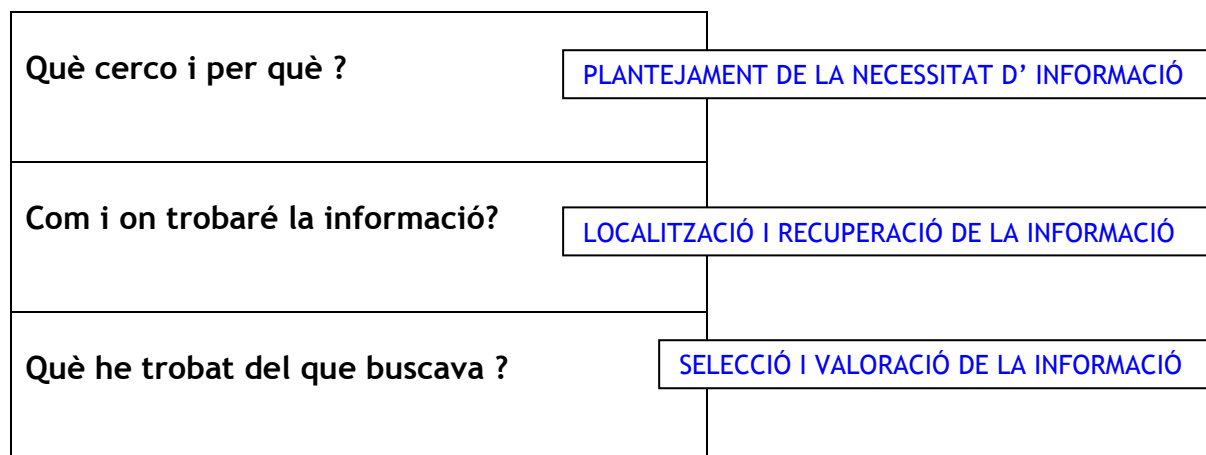 Què cerco i per què ?
PLANTEJAMENT DE LA NECESSITAT D’ INFORMACIÓ
Com i on trobaré la informació?
LOCALITZACIÓ I RECUPERACIÓ DE LA INFORMACIÓ
Què he trobat del que buscava ?
SELECCIÓ I VALORACIÓ DE LA INFORMACIÓ